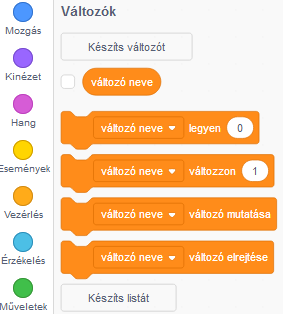 Változók
Mozgás
Készíts változót
Kinézet
változó neve
Hang
változó neve legyen 0
Események
változó neve változzon 1
Vezérlés
változó neve változó mutatása
Érzékelés
változó neve változó elrejtése
Műveletek
Készíts listát